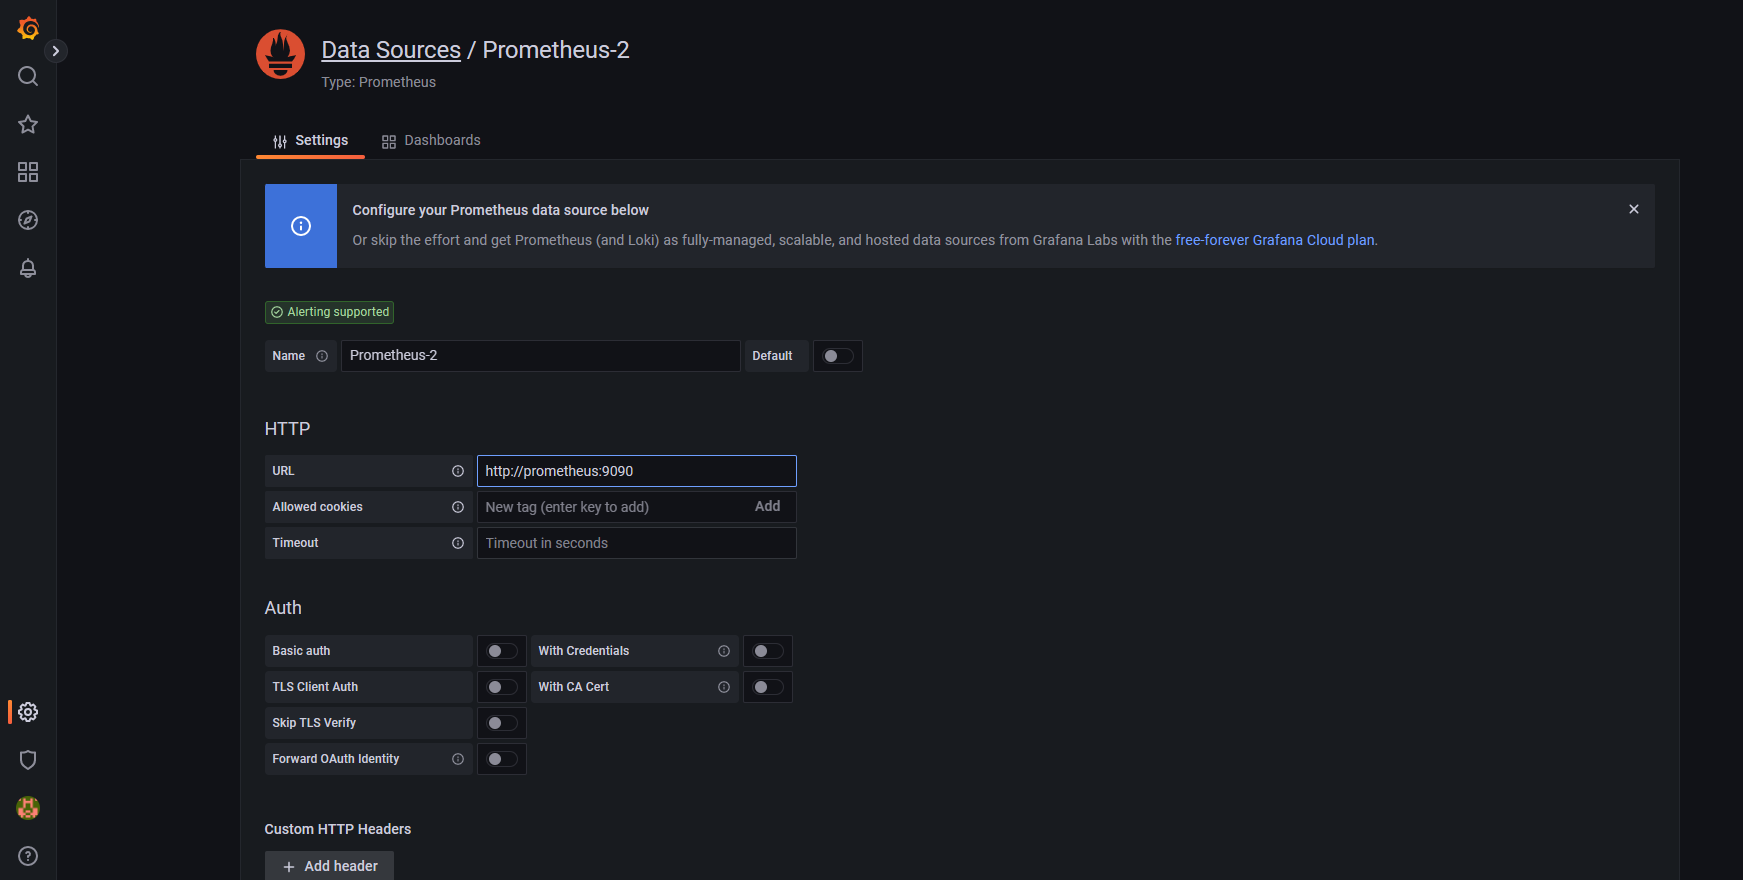 Data Sources / Prometheus-2
Type: Prometheus
Settings Dashboards
Configure your Prometheus data source below
Or skip the effort and get Prometheus (and Loki) as fully-managed, scalable, and hosted data sources from Grafana Labs with the free-forever Grafana Cloud plan.
Alerting supported
Name Prometheus-2 Default
HTTP
URL http://prometheus:9090
Allowed cookies New tag (enter key to add) Add
Timeout Timeout in seconds
Auth
Basic auth With Credentials
TLS Client Auth With CA Cert
Skip TLS Verify
Forward OAuth Identity
Custom HTTP Headers
+ Add header